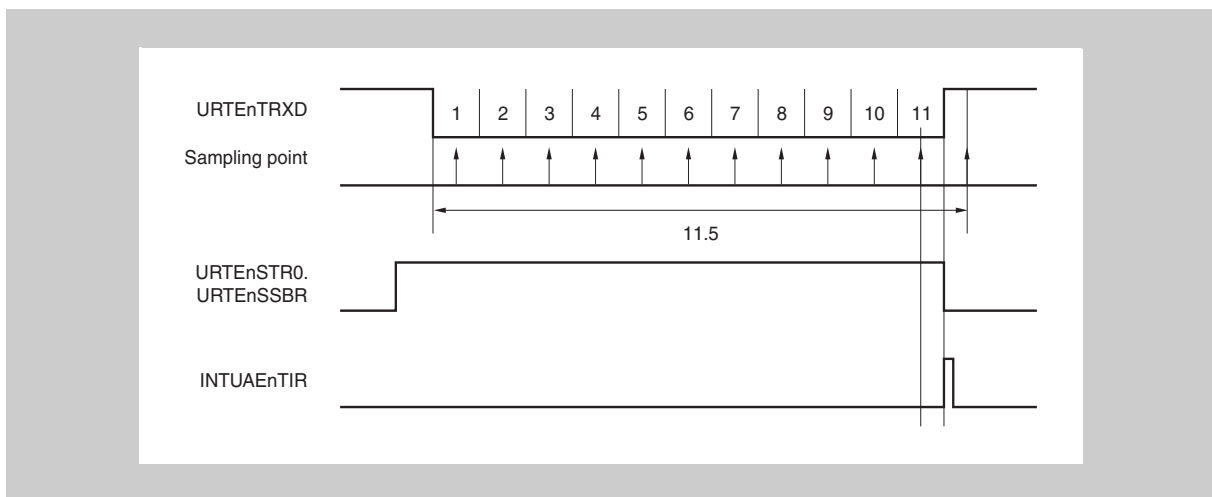 URTEnTRXD
1 2 3 4 5 6 7 8 9 10 11
Sampling point
11.5
URTEnSTR0.
URTEnSSBR
INTUAEnTIR